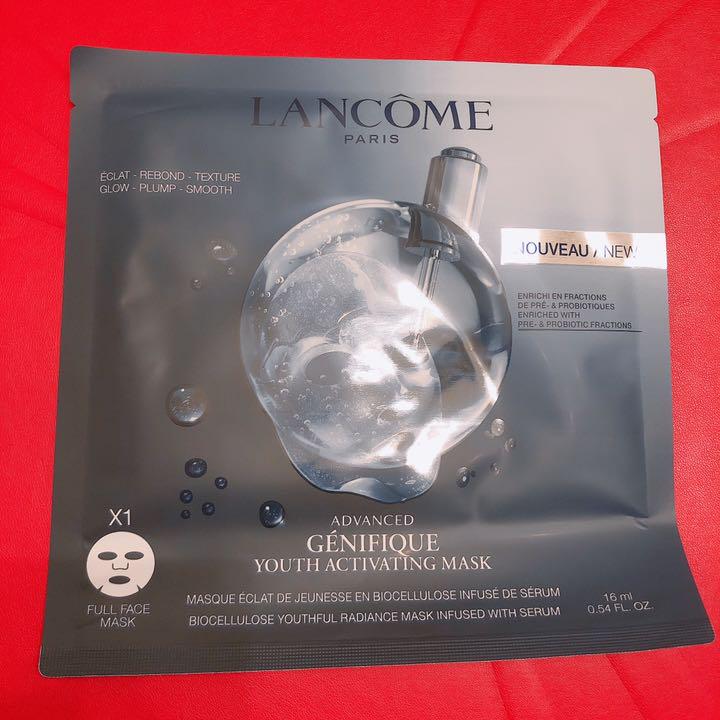 LANCÔME
PARIS
ÉCLAT - REBOND - TEXTURE
GLOW - PLUMP - SMOOTH
NOUVEAU / NEW
ENRICHI EN FRACTIONS
DE PRÉ- & PROBIOTIQUES
ENRICHED WITH
PRE- & PROBIOTIC FRACTIONS
X1
FULL FACE
MASK
ADVANCED
GÉNIFIQUE
YOUTH ACTIVATING MASK
MASQUE ÉCLAT DE JEUNESSE EN BIOCELLULOSE INFUSÉ DE SÉRUM
BIOCELLULOSE YOUTHFUL RADIANCE MASK INFUSED WITH SERUM
16 ml
0.54 FL. OZ.